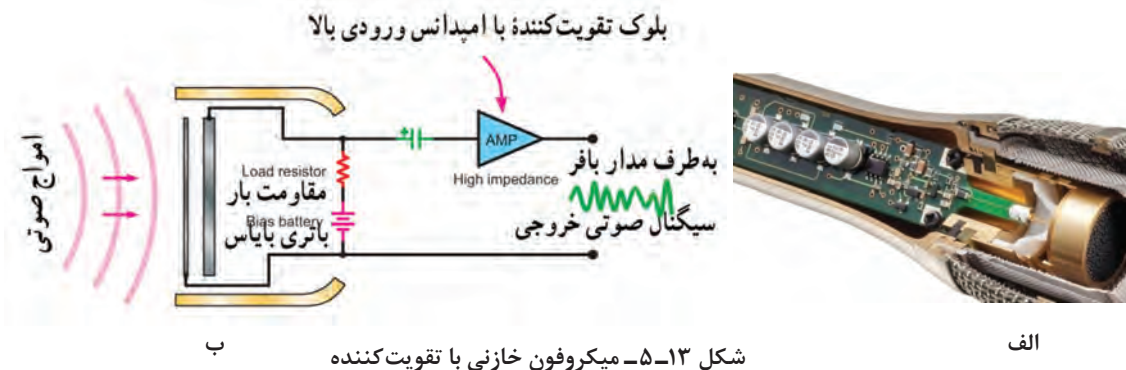 بلوک تقویت‌کنندهٔ با امپدانس ورودی بالا
امواج صوتی
Load resistor
مقاومت بار
Bias battery
باتری بایاس
AMP
High impedance
به‌طرف مدار بافر
سیگنال صوتی خروجی
الف
ب
شکل ۱۳ــ۵ــ میکروفون خازنی با تقویت‌کننده